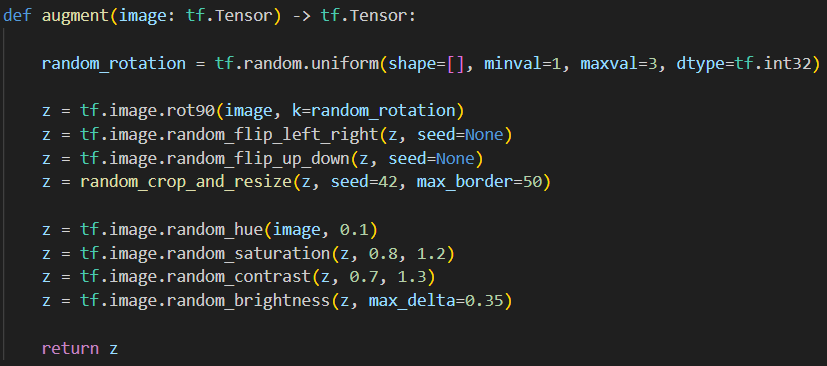 def augment(image: tf.Tensor) -> tf.Tensor:
random_rotation = tf.random.uniform(shape=[], minval=1, maxval=3, dtype=tf.int32)
z = tf.image.rot90(image, k=random_rotation)
z = tf.image.random_flip_left_right(z, seed=None)
z = tf.image.random_flip_up_down(z, seed=None)
z = random_crop_and_resize(z, seed=42, max_border=50)
z = tf.image.random_hue(image, 0.1)
z = tf.image.random_saturation(z, 0.8, 1.2)
z = tf.image.random_contrast(z, 0.7, 1.3)
z = tf.image.random_brightness(z, max_delta=0.35)
return z